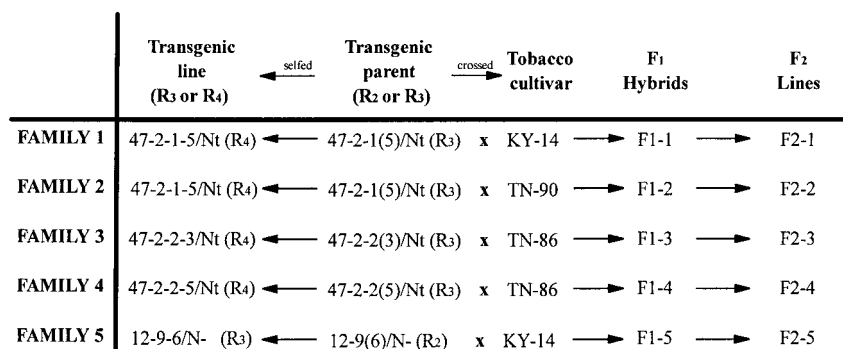 Transgenic line (R3 or R4) selfed Transgenic parent (R2 or R3) crossed Tobacco cultivar F1 Hybrids F2 Lines
FAMILY 1 47-2-1-5/Nt (R4) 47-2-1(5)/Nt (R3) x KY-14 F1-1 F2-1
FAMILY 2 47-2-1-5/Nt (R4) 47-2-1(5)/Nt (R3) x TN-90 F1-2 F2-2
FAMILY 3 47-2-2-3/Nt (R4) 47-2-2(3)/Nt (R3) x TN-86 F1-3 F2-3
FAMILY 4 47-2-2-5/Nt (R4) 47-2-2(5)/Nt (R3) x TN-86 F1-4 F2-4
FAMILY 5 12-9-6/N- (R3) 12-9(6)/N- (R2) x KY-14 F1-5 F2-5